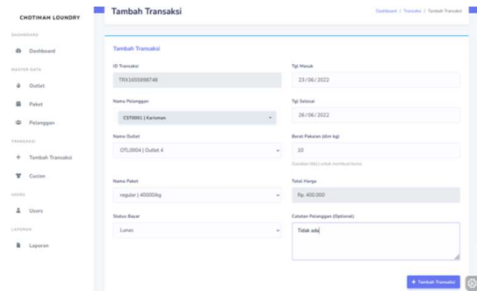 CHOTIMAH LOUNDRY
Tambah Transaksi
Dashboard / Transaksi / Tambah Transaksi
DASHBOARD
Dashboard
MASTER DATA
Outlet
Paket
Pelanggan
TRANSAKSI
Tambah Transaksi
Cucian
USERS
Users
LAPORAN
Laporan
Tambah Transaksi
ID Transaksi
TRX1655998748
Tgl Masuk
23/06/2022
Nama Pelanggan
CST0001 | Kariaman
Tgl Selesai
28/06/2022
Nama Outlet
OTL0004 | Outlet 4
Berat Pakaian (dlm kg)
10
Nama Paket
reguler | 40000/kg
Total Harga
Rp. 400.000
Status Bayar
Lunas
Catatan Pelanggan (Optional)
Tidak ada
+ Tambah Transaksi